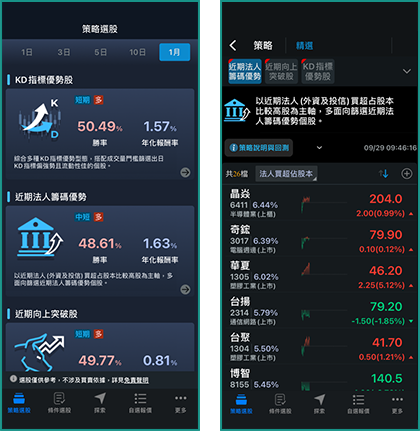 策略選股
1日
3日
5日
10日
1月
KD指標優勢股
K
D
短期 多
50.49%
勝率
1.57%
年化報酬率
綜合多種KD指標優勢型態，搭配成交量門檻篩選出日
KD指標偏強勢且流動性佳的個股。
近期法人籌碼優勢
中短 多
48.61%
勝率
1.63%
年化報酬率
以近期法人(外資及投信)買超占股本比較高股為主軸，多
面向篩選近期法人籌碼優勢個股。
近期向上突破股
短期 多
49.77%
0.81%
選股僅供參考，不涉及買賣依據，詳見免責聲明
策略選股
條件選股
探索
自選報價
更多
策略
精選
近期法人
籌碼優勢
近期向上
突破股
KD指標
優勢股
以近期法人(外資及投信)買超占股本
比較高股為主軸，多面向篩選近期法
人籌碼優勢個股。
策略說明與回測
09/29 09:46:16
共26檔
法人買超佔股本
晶焱
6411 6.44%
半導體業(上櫃)
204.0
2.00(0.99%)
奇鋐
3017 6.39%
電腦週邊(上市)
79.90
0.10(0.12%)
華夏
1305 6.02%
塑膠工業(上市)
46.20
2.25(5.12%)
台揚
2314 5.79%
通信網路(上市)
79.20
-1.50(-1.85%)
台聚
1304 5.50%
塑膠工業(上市)
41.70
0.50(1.21%)
博智
8155 5.45%
140.5
策略選股
條件選股
探索
自選報價
更多